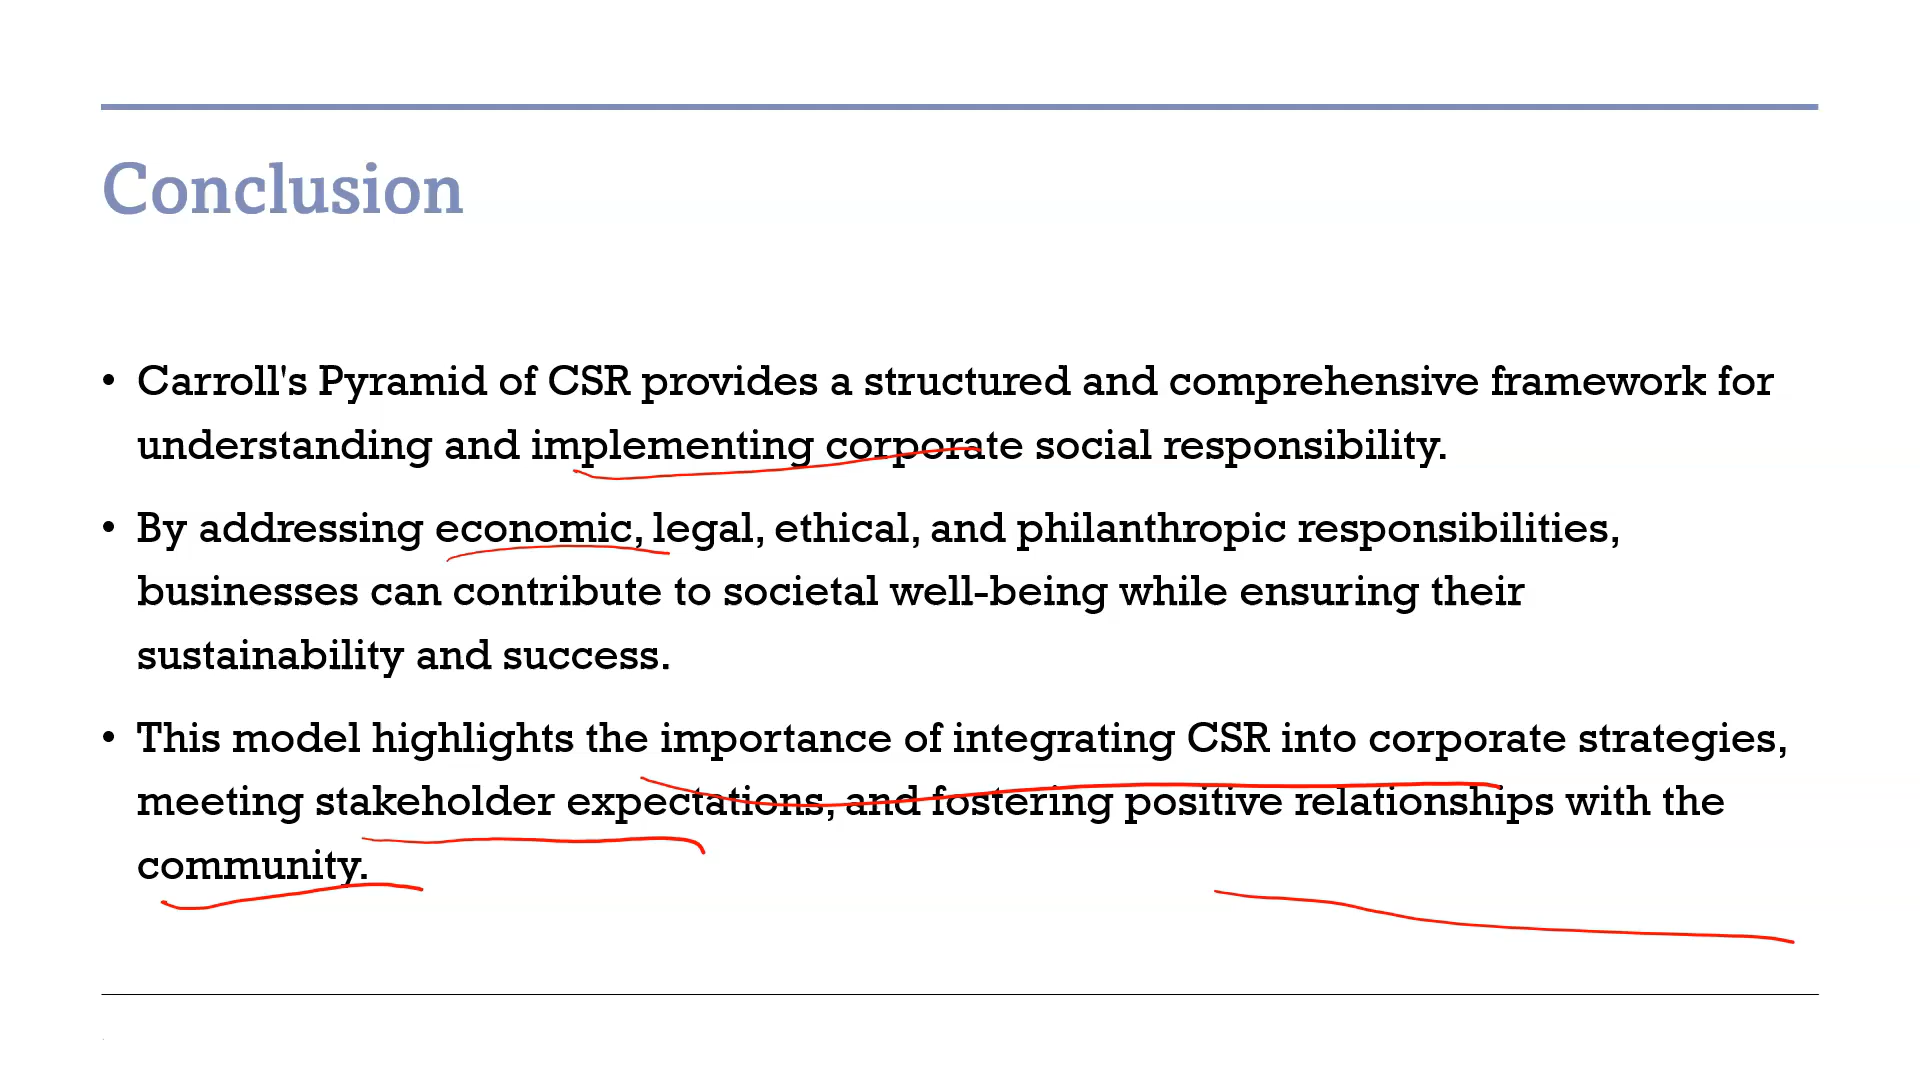 Conclusion
• Carroll's Pyramid of CSR provides a structured and comprehensive framework for
understanding and implementing corporate social responsibility.
• By addressing economic, legal, ethical, and philanthropic responsibilities,
businesses can contribute to societal well-being while ensuring their
sustainability and success.
• This model highlights the importance of integrating CSR into corporate strategies,
meeting stakeholder expectations, and fostering positive relationships with the
community.